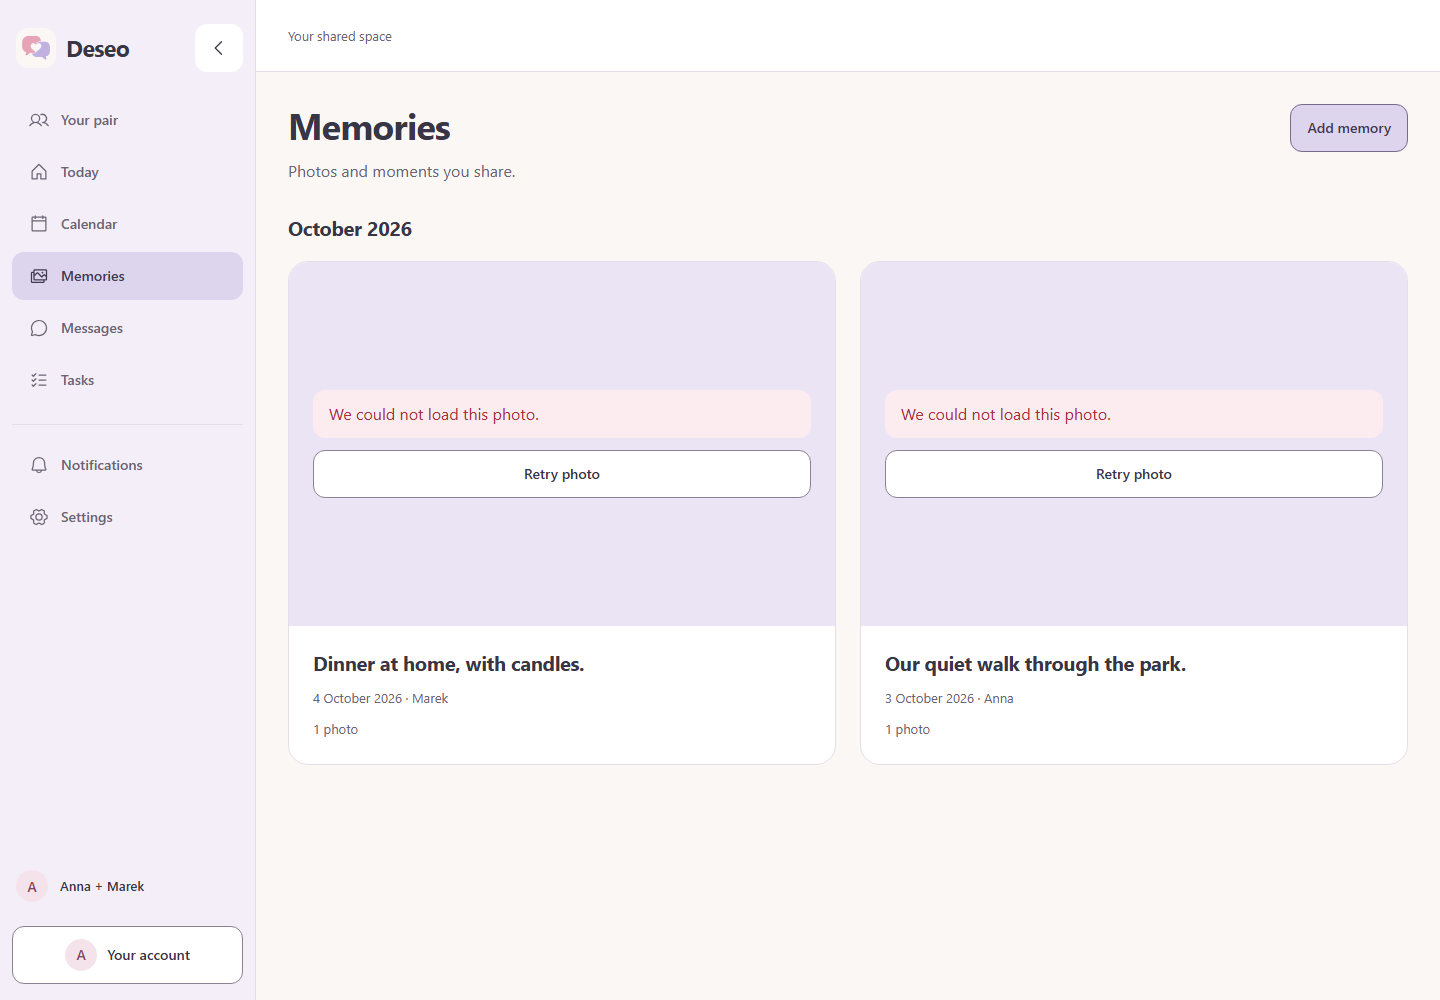 Deseo
Your pair
Today
Calendar
Memories
Messages
Tasks
Notifications
Settings
A
Anna + Marek
A
Your account
Your shared space
Memories
Add memory
Photos and moments you share.
October 2026
We could not load this photo.
Retry photo
Dinner at home, with candles.
4 October 2026 · Marek
1 photo
We could not load this photo.
Retry photo
Our quiet walk through the park.
3 October 2026 · Anna
1 photo